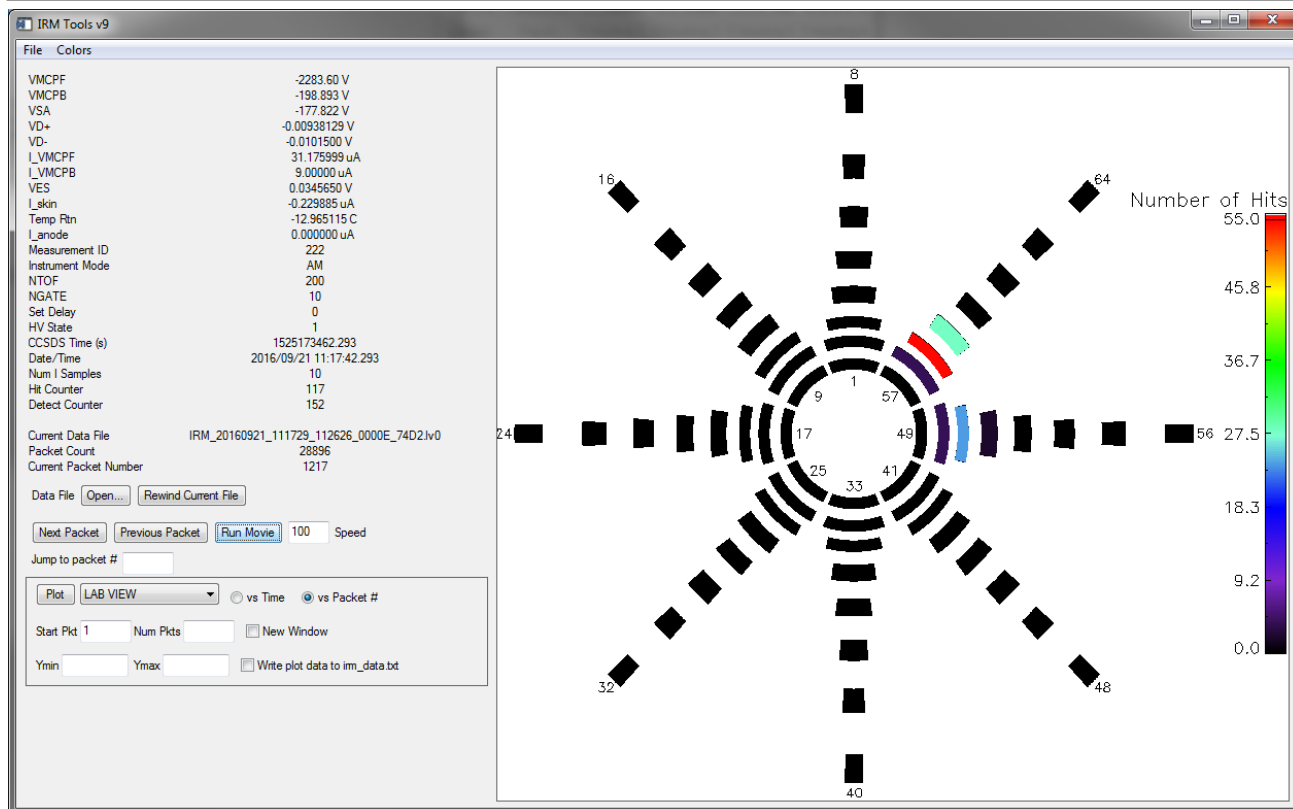 IRM Tools v9
File Colors
VMCPF -2283.60 V
VMCPB -198.893 V
VSA -177.822 V
VD+ -0.00938129 V
VD- -0.0101500 V
I_VMCPF 31.175999 uA
I_VMCPB 9.00000 uA
VES 0.0345650 V
I_skin -0.229885 uA
Temp Rtn -12.965115 C
I_anode 0.000000 uA
Measurement ID 222
Instrument Mode AM
NTOF 200
NGATE 10
Set Delay 0
HV State 1
CCSDS Time (s) 1525173462.293
Date/Time 2016/09/21 11:17:42.293
Num I Samples 10
Hit Counter 117
Detect Counter 152
Current Data File IRM_20160921_111729_112626_0000E_74D2.lv0
Packet Count 28896
Current Packet Number 1217
Data File Open... Rewind Current File
Next Packet Previous Packet Run Movie 100 Speed
Jump to packet #
Plot LAB VIEW vs Time vs Packet #
Start Pkt 1 Num Pkts New Window
Ymin Ymax Write plot data to irm_data.txt
8
16
64
1
9
57
24
17
49
56
25
41
33
32
48
40
Number of Hits
55.0
45.8
36.7
27.5
18.3
9.2
0.0